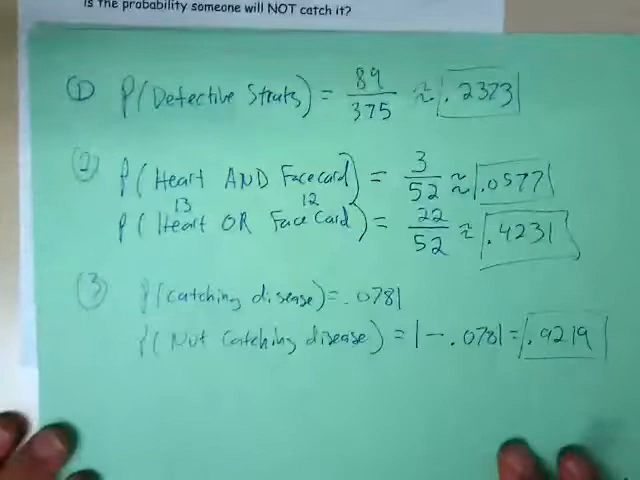 is the probability someone will NOT catch it?
① P(Defective Struts) = 89/375 ≈ .2373
② P(Heart AND Facecard) = 3/52 ≈ .0577
13 12
P(Heart OR Face Card) = 22/52 ≈ .4231
③ P(catching disease) = .0781
P(Not Catching disease) = 1 - .0781 = .9219